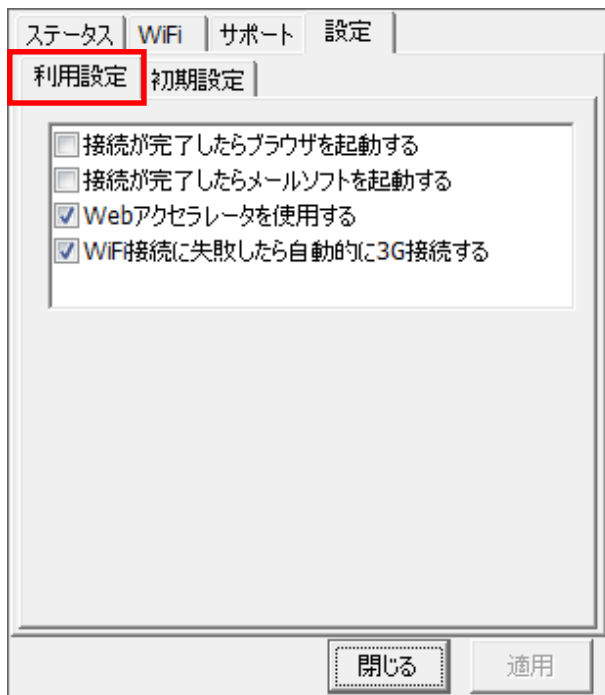 ステータス WiFi サポート 設定
利用設定 初期設定
接続が完了したらブラウザを起動する
接続が完了したらメールソフトを起動する
Webアクセラレータを使用する
WiFi接続に失敗したら自動的に3G接続する
閉じる 適用